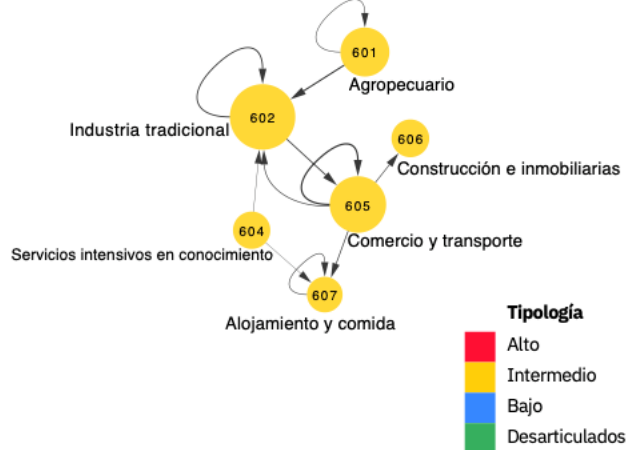 601
Agropecuario
602
Industria tradicional
606
Construcción e inmobiliarias
605
Comercio y transporte
604
Servicios intensivos en conocimiento
607
Alojamiento y comida
Tipología
Alto
Intermedio
Bajo
Desarticulados